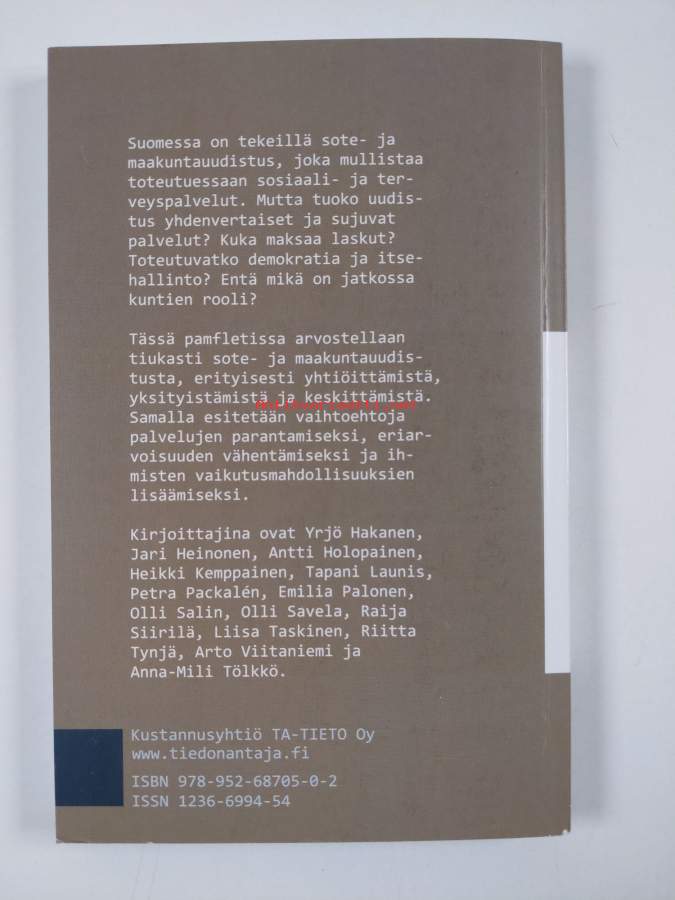 Suomessa on tekeillä sote- ja
maakuntauudistus, joka mullistaa
toteutuessaan sosiaali- ja ter-
veyspalvelut. Mutta tuoko uudis-
tus yhdenvertaiset ja sujuvat
palvelut? Kuka maksaa laskut?
Toteutuvatko demokratia ja itse-
hallinto? Entä mikä on jatkossa
kuntien rooli?
Tässä pamfletissa arvostellaan
tiukasti sote- ja maakuntauudis-
tusta, erityisesti yhtiöittämistä,
yksityistämistä ja keskittämistä.
Samalla esitetään vaihtoehtoja
palvelujen parantamiseksi, eriar-
voisuuden vähentämiseksi ja ih-
misten vaikutusmahdollisuuksien
lisäämiseksi.
Kirjoittajina ovat Yrjö Hakanen,
Jari Heinonen, Antti Holopainen,
Heikki Kemppainen, Tapani Launis,
Petra Packalén, Emilia Palonen,
Olli Salin, Olli Savela, Raija
Siirilä, Liisa Taskinen, Riitta
Tynjä, Arto Viitaniemi ja
Anna-Mili Tölkkö.
Kustannusyhtiö TA-TIETO Oy
www.tiedonantaja.fi
ISBN 978-952-68705-0-2
ISSN 1236-6994-54